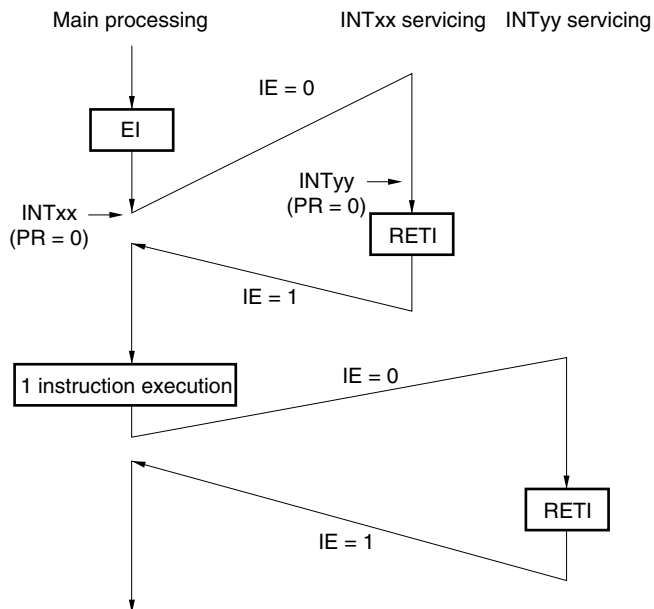 Main processing INTxx servicing INTyy servicing
IE = 0
EI
INTxx
(PR = 0)
INTyy
(PR = 0)
RETI
IE = 1
1 instruction execution
IE = 0
RETI
IE = 1